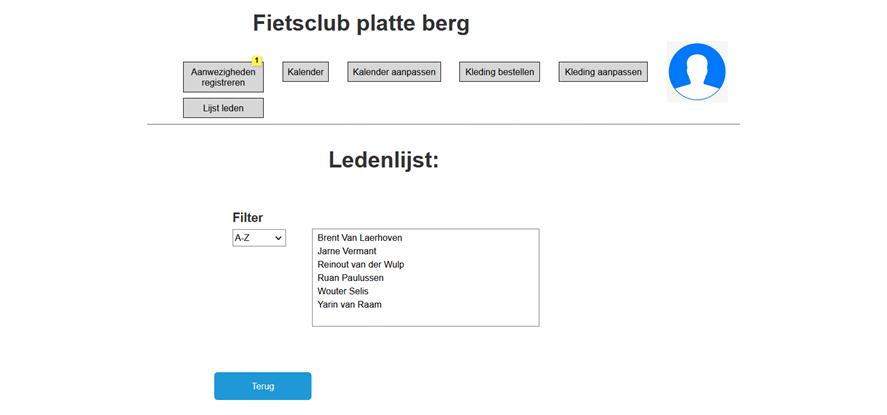 Fietsclub platte berg
1
Aanwezigheden
registreren
Kalender
Kalender aanpassen
Kleding bestellen
Kleding aanpassen
Lijst leden
Ledenlijst:
Filter
A-Z
Brent Van Laerhoven
Jarne Vermant
Reinout van der Wulp
Ruan Paulussen
Wouter Selis
Yarin van Raam
Terug